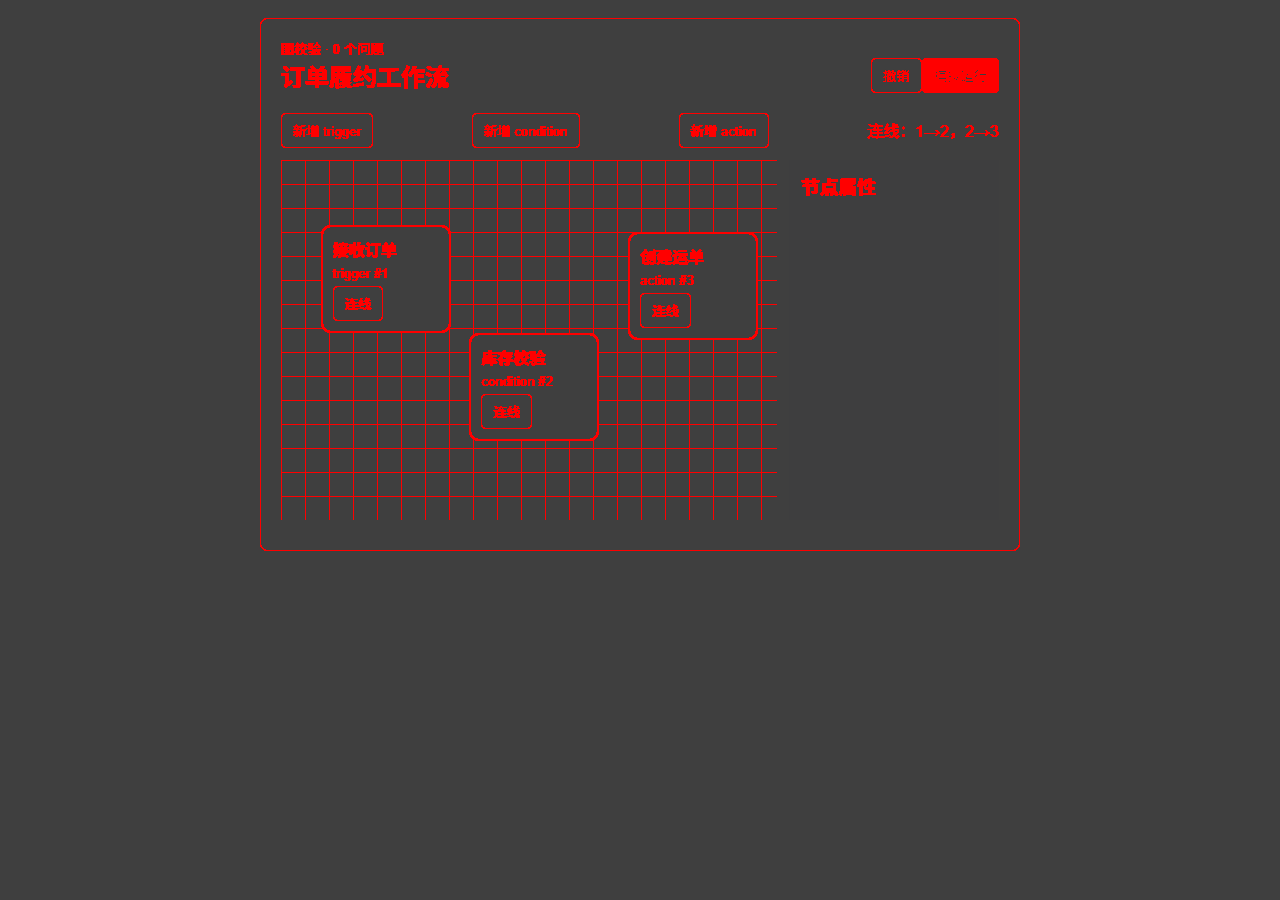 图校验 · 0 个问题
订单履约工作流
撤销
新增 trigger
新增 condition
新增 action
连线：1→2，2→3
节点属性
接收订单
trigger #1
连线
创建运单
action #3
连线
库存校验
condition #2
连线